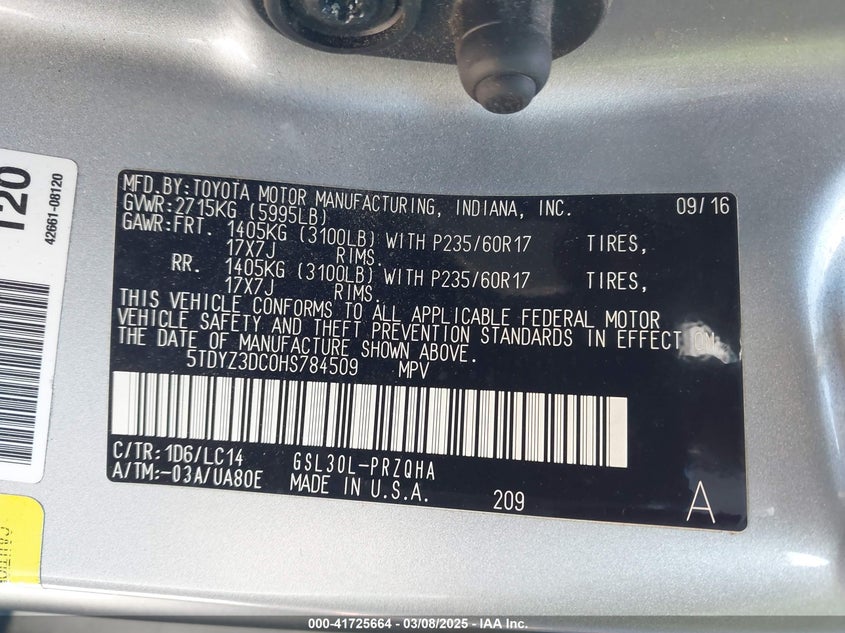 120
42661-08120
MFD.BY:TOYOTA MOTOR MANUFACTURING, INDIANA, INC. 09/16
GVWR:2715KG (5995LB)
GAWR:FRT. 1405KG (3100LB) WITH P235/60R17 TIRES,
17X7J RIMS.
RR. 1405KG (3100LB) WITH P235/60R17 TIRES,
17X7J RIMS.
THIS VEHICLE CONFORMS TO ALL APPLICABLE FEDERAL MOTOR
VEHICLE SAFETY AND THEFT PREVENTION STANDARDS IN EFFECT ON
THE DATE OF MANUFACTURE SHOWN ABOVE.
5TDYZ3DC0HS784509 MPV
C/TR:1D6/LC14 GSL30L-PRZQHA
A/TM:-03A/UA80E MADE IN U.S.A. 209 A
CAUTION
000-41725664 - 03/08/2025 - IAA Inc.